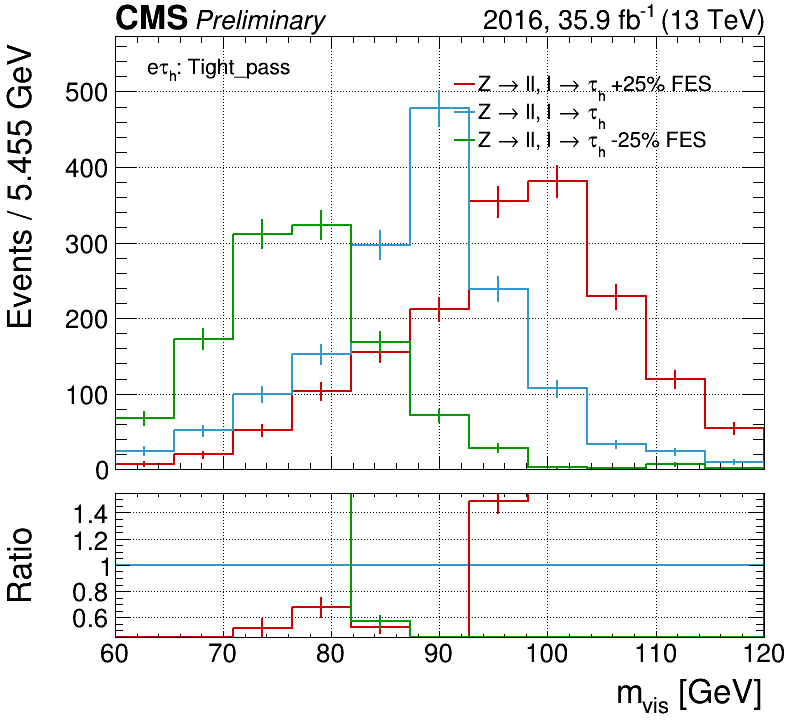 CMS Preliminary 2016, 35.9 fb⁻¹ (13 TeV)
eτh: Tight_pass
Z → ll, l → τh +25% FES
Z → ll, l → τh
Z → ll, l → τh -25% FES
Events / 5.455 GeV
500
400
300
200
100
0
Ratio
1.4
1.2
1
0.8
0.6
60 70 80 90 100 110 120
mvis [GeV]